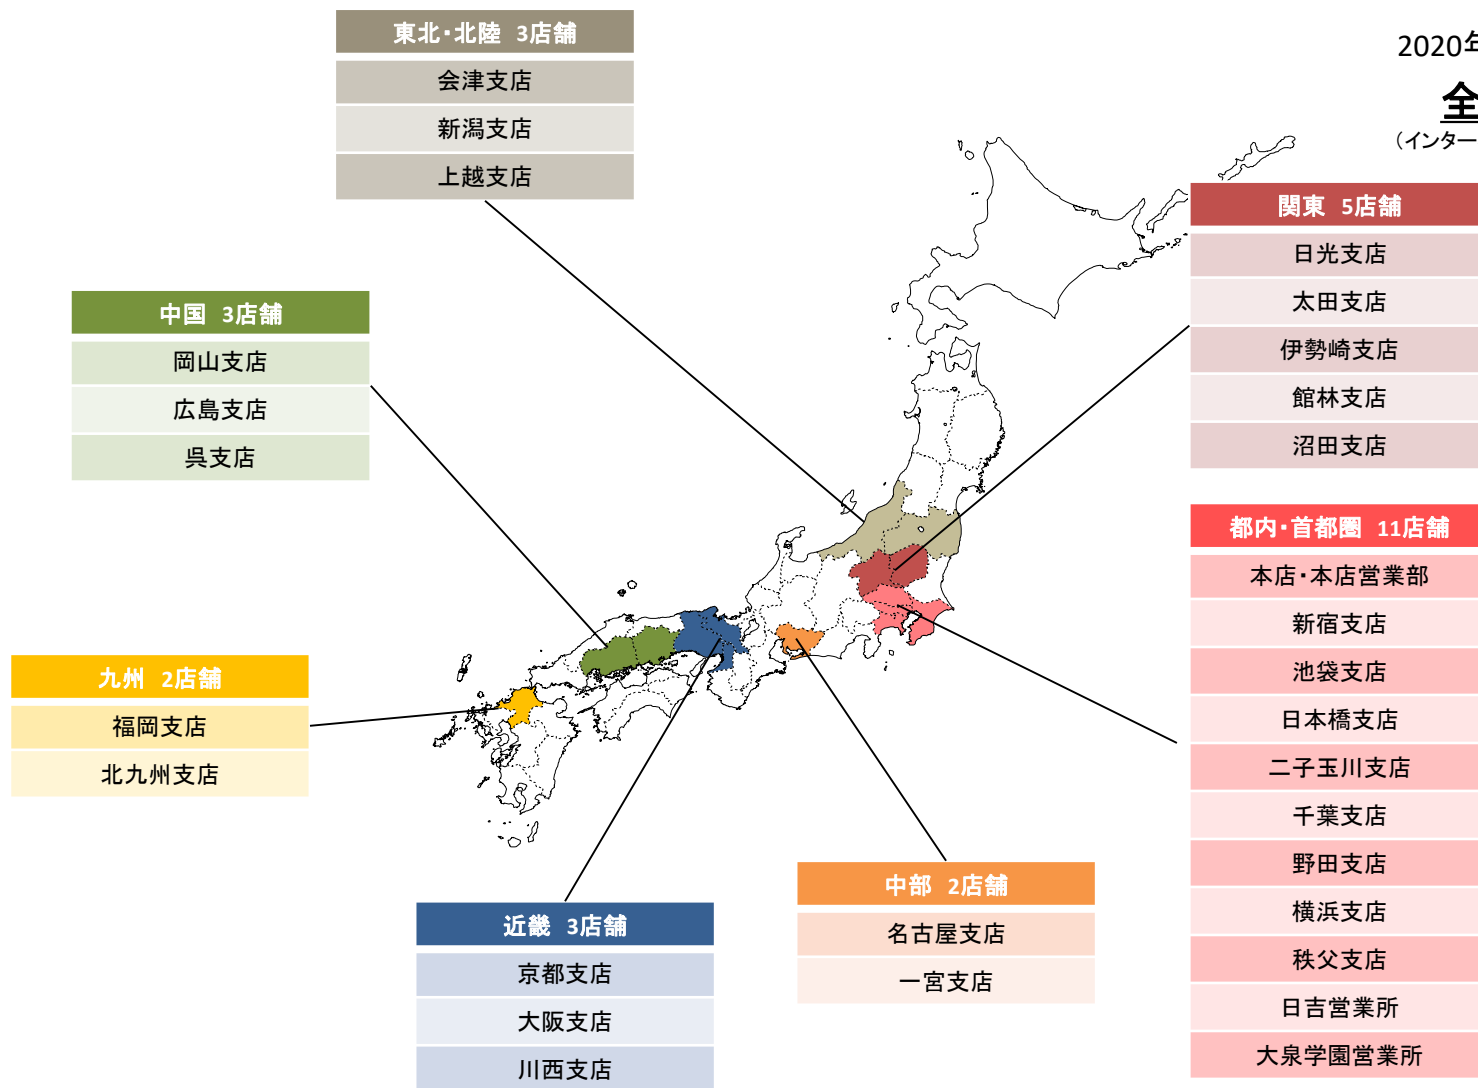 2020年
全
（インター
東北・北陸 3店舗
会津支店
新潟支店
上越支店
関東 5店舗
日光支店
太田支店
伊勢崎支店
館林支店
沼田支店
中国 3店舗
岡山支店
広島支店
呉支店
都内・首都圏 11店舗
本店・本店営業部
新宿支店
池袋支店
日本橋支店
二子玉川支店
千葉支店
野田支店
横浜支店
秩父支店
日吉営業所
大泉学園営業所
九州 2店舗
福岡支店
北九州支店
中部 2店舗
名古屋支店
一宮支店
近畿 3店舗
京都支店
大阪支店
川西支店